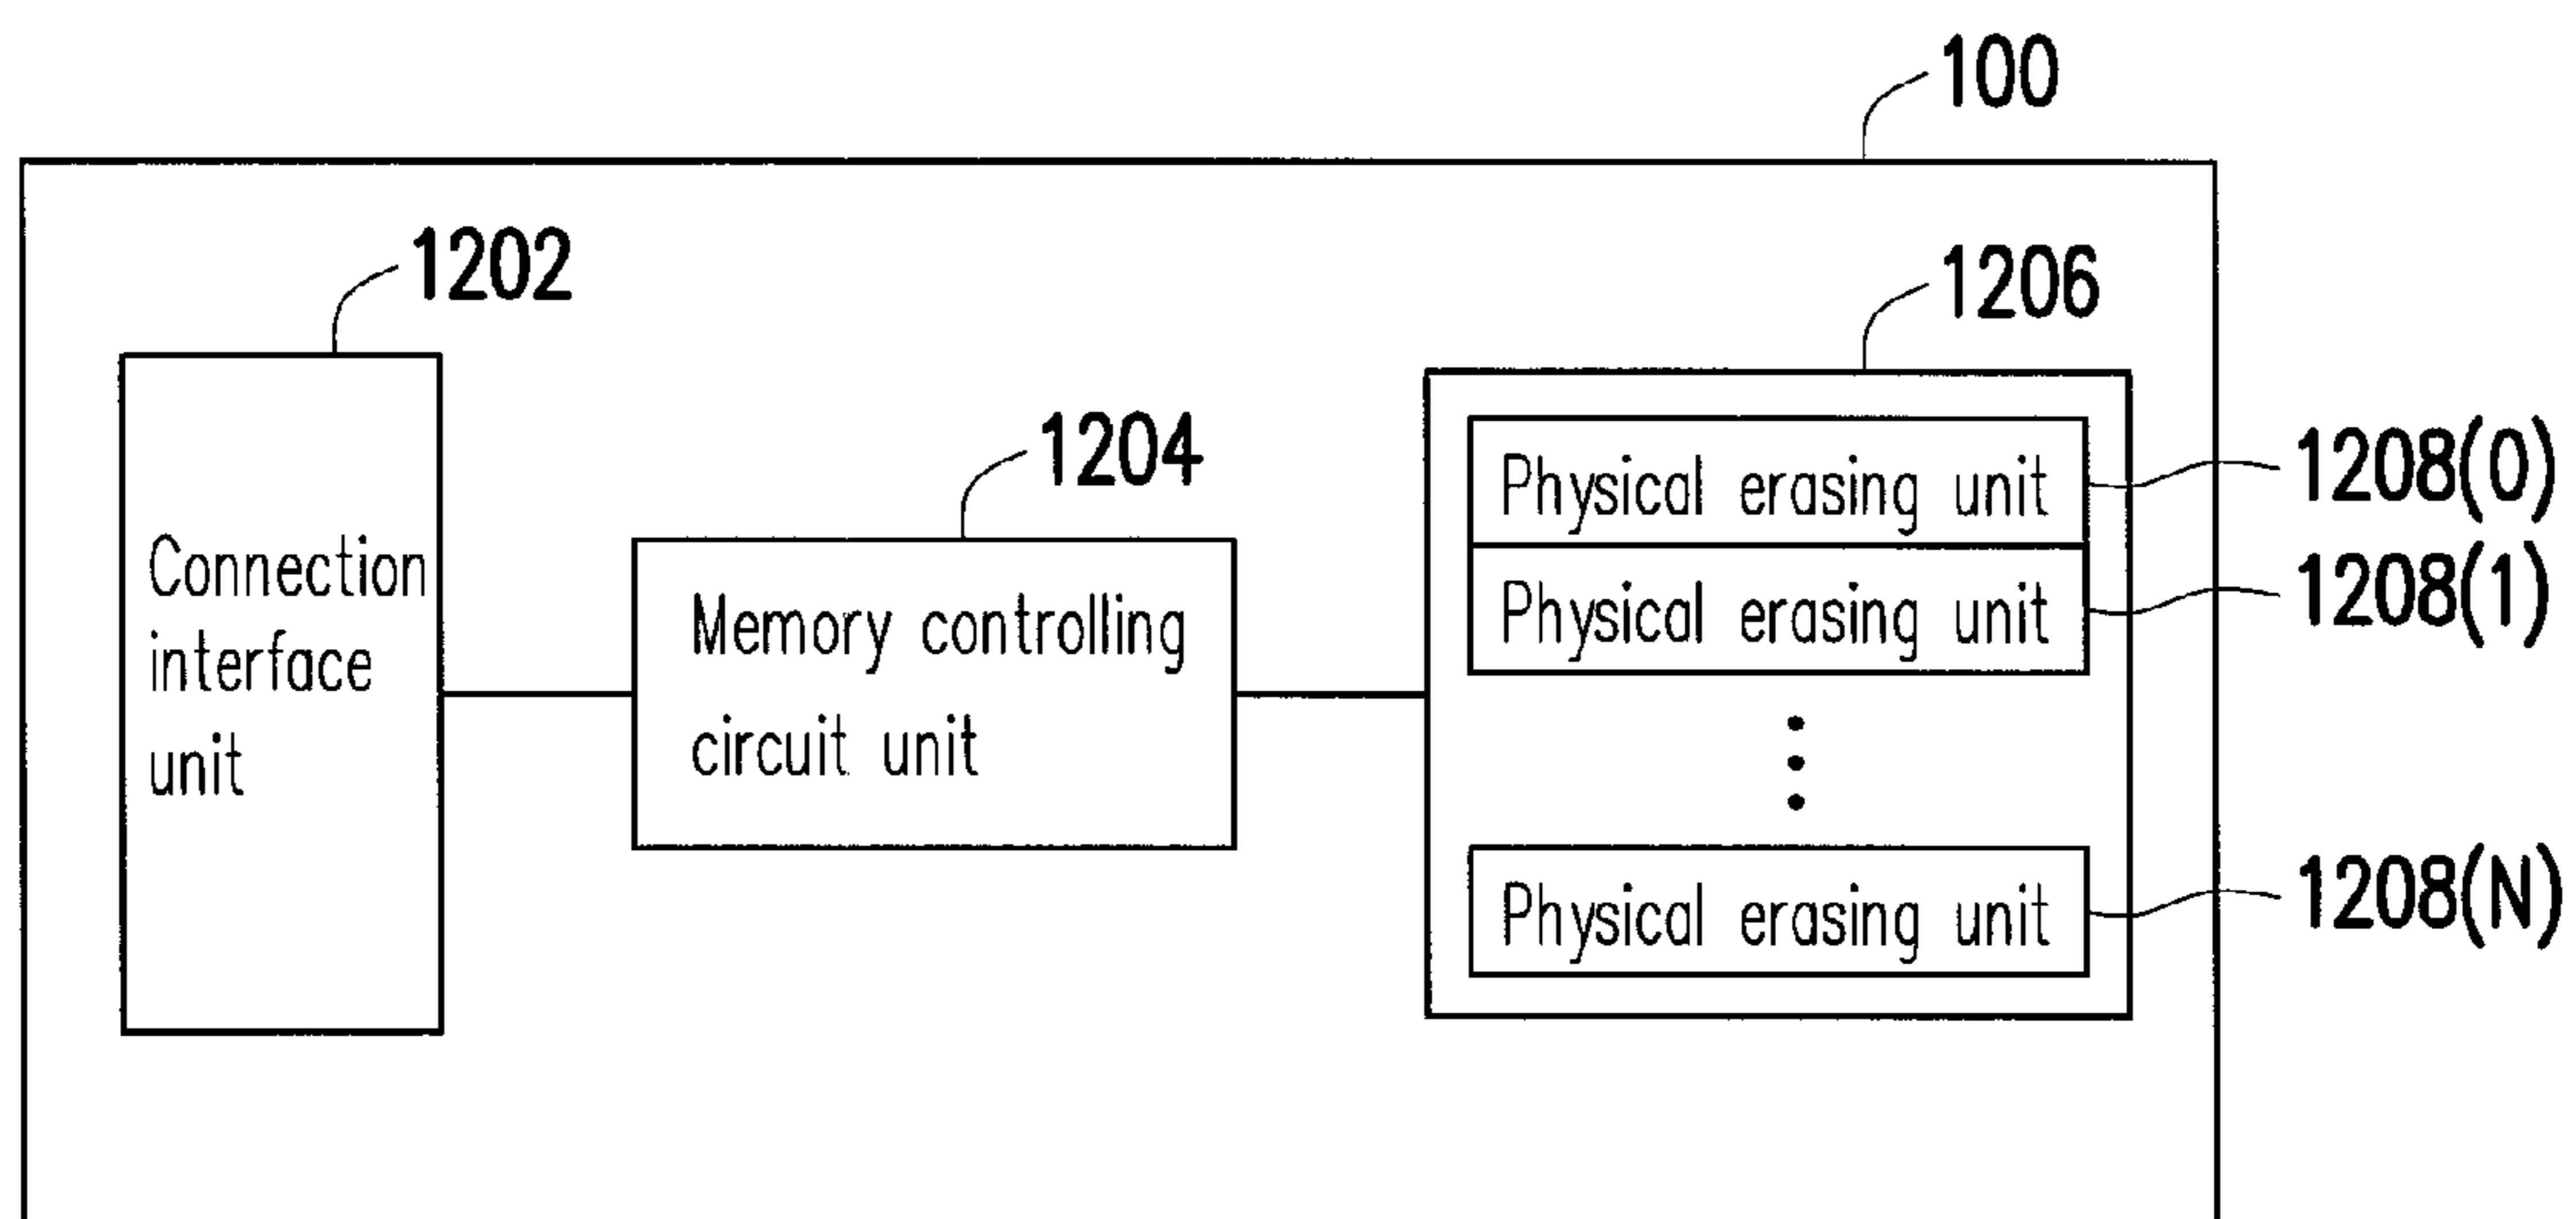 100
1202
1206
1204
Physical erasing unit
1208(0)
Physical erasing unit
1208(1)
Connection
interface
unit
Memory controlling
circuit unit
Physical erasing unit
1208(N)